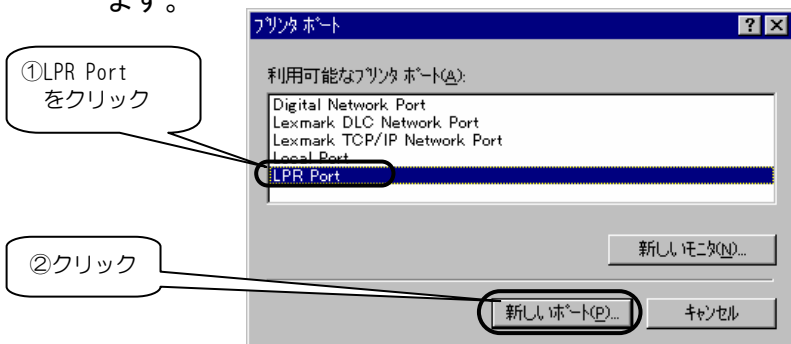 ます。
プリンタ ポート
①LPR Port
をクリック
利用可能なプリンタ ポート(A):
Digital Network Port
Lexmark DLC Network Port
Lexmark TCP/IP Network Port
Local Port
LPR Port
新しいモニタ(N)...
②クリック
新しいポート(P)...
キャンセル